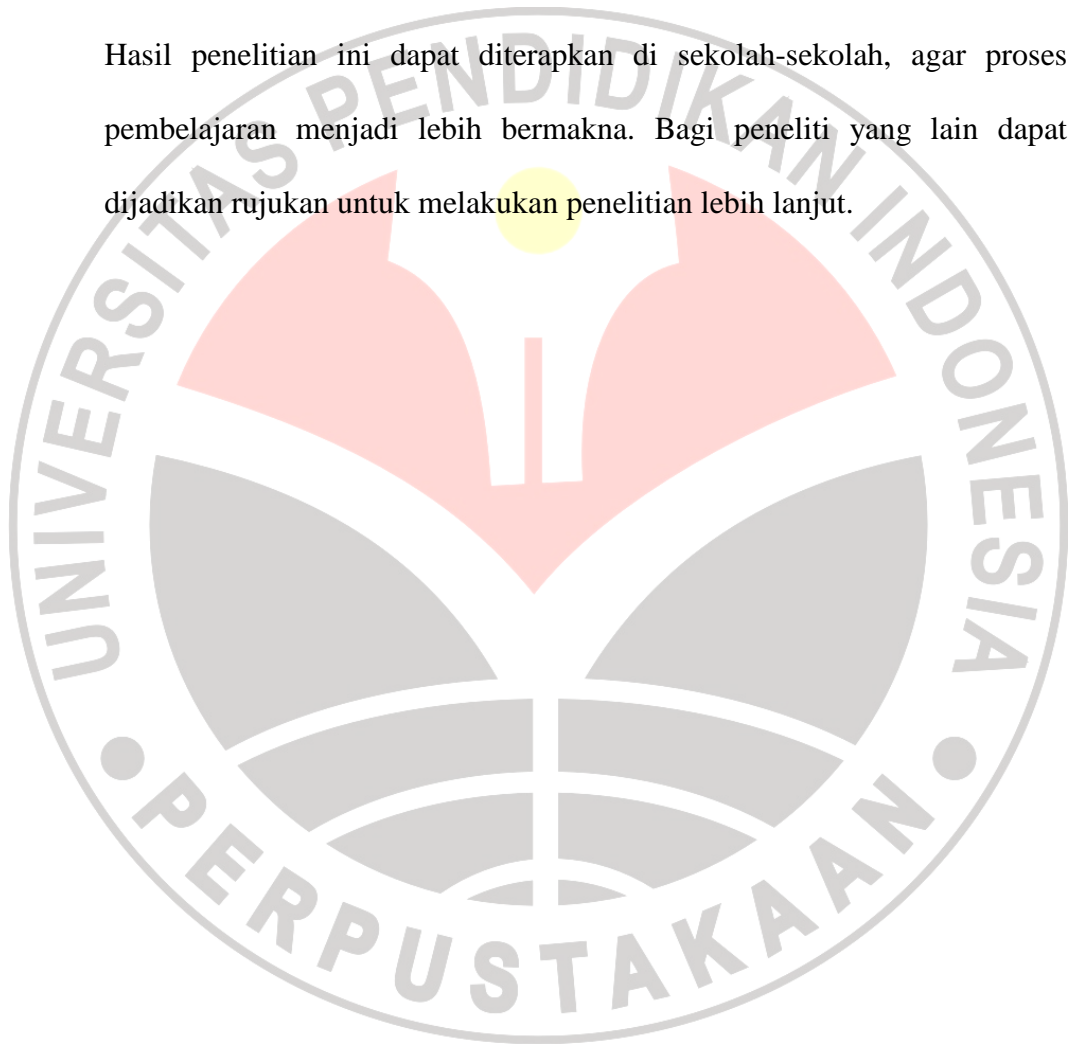 Hasil penelitian ini dapat diterapkan di sekolah-sekolah, agar proses
pembelajaran menjadi lebih bermakna. Bagi peneliti yang lain dapat
dijadikan rujukan untuk melakukan penelitian lebih lanjut.
UNIVERSITAS PENDIDIKAN INDONESIA
PERPUSTAKAAN